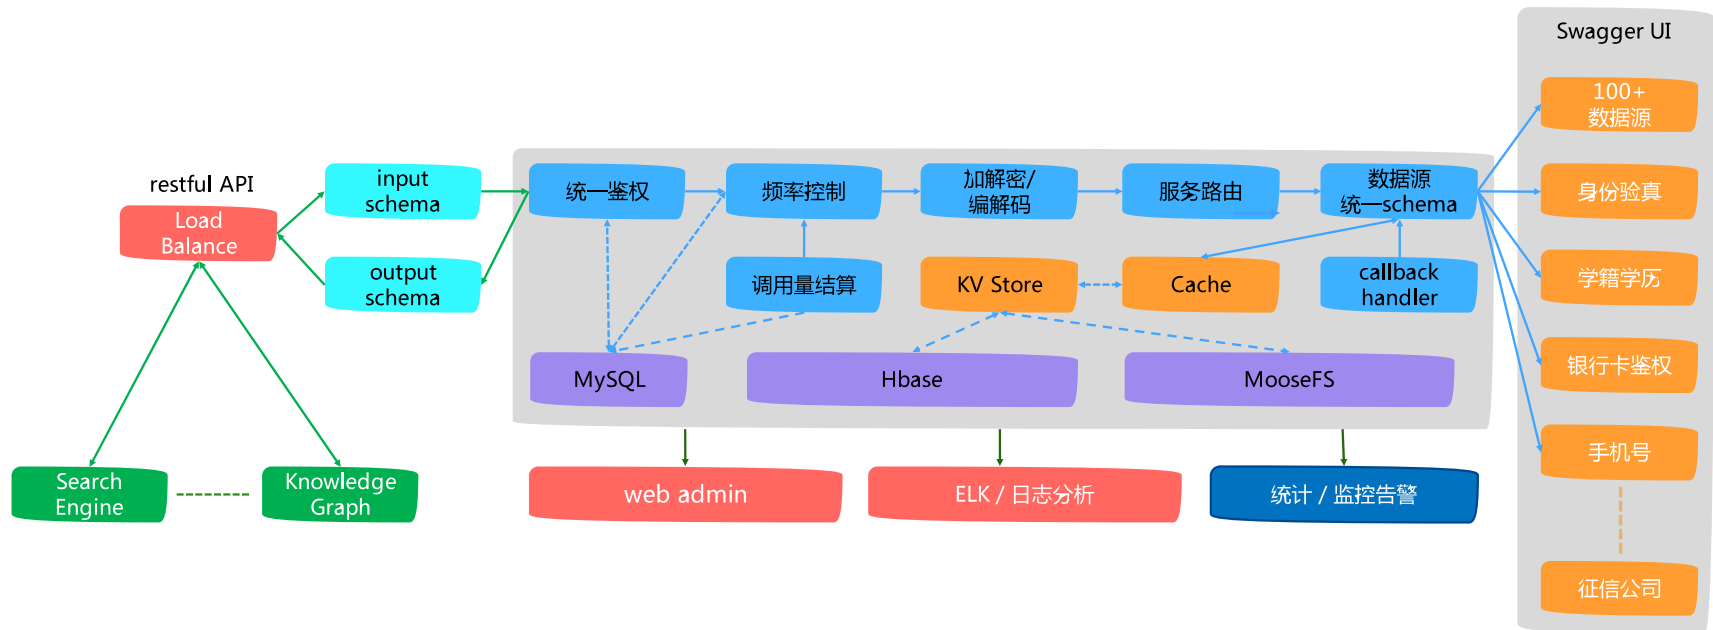 Swagger UI
100+
数据源
身份验真
学籍学历
银行卡鉴权
手机号
征信公司
restful API
Load
Balance
input
schema
output
schema
统一鉴权
频率控制
加解密/
编解码
服务路由
数据源
统一schema
调用量结算
KV Store
Cache
callback
handler
MySQL
Hbase
MooseFS
Search
Engine
Knowledge
Graph
web admin
ELK / 日志分析
统计 / 监控告警